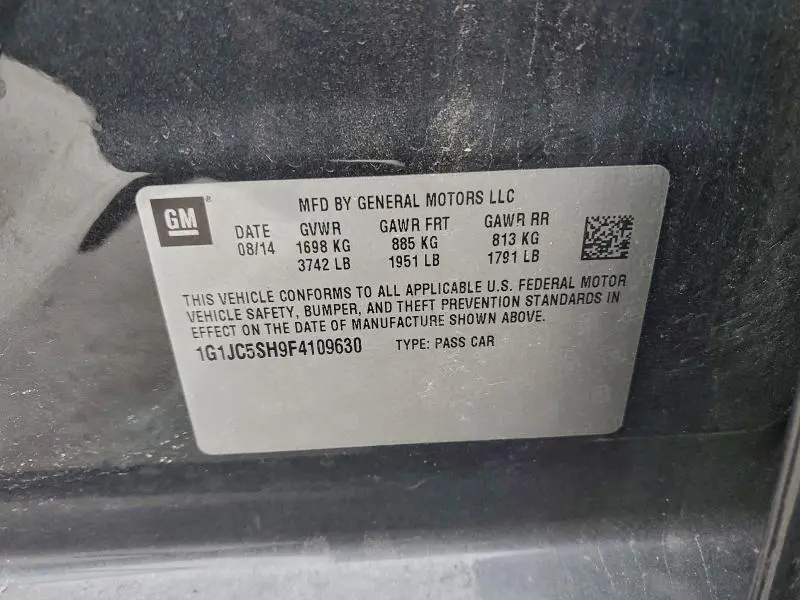 GM®
MFD BY GENERAL MOTORS LLC
DATE GVWR GAWR FRT GAWR RR
08/14 1698 KG 885 KG 813 KG
3742 LB 1951 LB 1791 LB
THIS VEHICLE CONFORMS TO ALL APPLICABLE U.S. FEDERAL MOTOR
VEHICLE SAFETY, BUMPER, AND THEFT PREVENTION STANDARDS IN
EFFECT ON THE DATE OF MANUFACTURE SHOWN ABOVE.
1G1JC5SH9F4109630 TYPE: PASS CAR